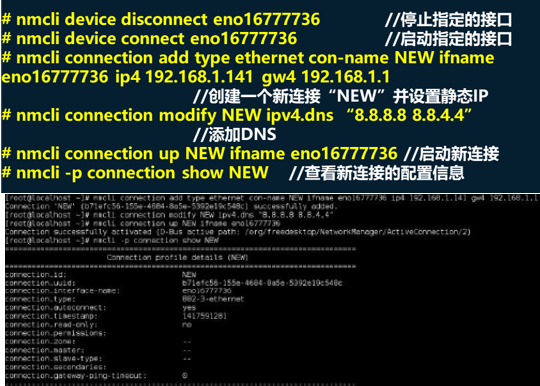 # nmcli device disconnect eno16777736 //停止指定的接口
# nmcli device connect eno16777736 //启动指定的接口
# nmcli connection add type ethernet con-name NEW ifname
eno16777736 ip4 192.168.1.141 gw4 192.168.1.1
//创建一个新连接“NEW”并设置静态IP
# nmcli connection modify NEW ipv4.dns “8.8.8.8 8.8.4.4”
//添加DNS
# nmcli connection up NEW ifname eno16777736 //启动新连接
# nmcli -p connection show NEW //查看新连接的配置信息
[root@localhost ~]# nmcli connection add type ethernet con-name NEW ifname eno16777736 ip4 192.168.1.141 gw4 192.168.1.1
Connection 'NEW' (b71efc56-155e-4604-8a5e-5392e19c548c) successfully added.
[root@localhost ~]# nmcli connection modify NEW ipv4.dns "8.8.8.8 8.8.4.4"
[root@localhost ~]# nmcli connection up NEW ifname eno16777736
Connection successfully activated (D-Bus active path: /org/freedesktop/NetworkManager/ActiveConnection/2)
[root@localhost ~]# nmcli -p connection show NEW
===============================================================================
Connection profile details (NEW)
===============================================================================
connection.id: NEW
connection.uuid: b71efc56-155e-4604-8a5e-5392e19c548c
connection.interface-name: eno16777736
connection.type: 802-3-ethernet
connection.autoconnect: yes
connection.timestamp: 1417591281
connection.read-only: no
connection.permissions:
connection.zone: --
connection.master: --
connection.slave-type: --
connection.secondaries:
connection.gateway-ping-timeout: 0